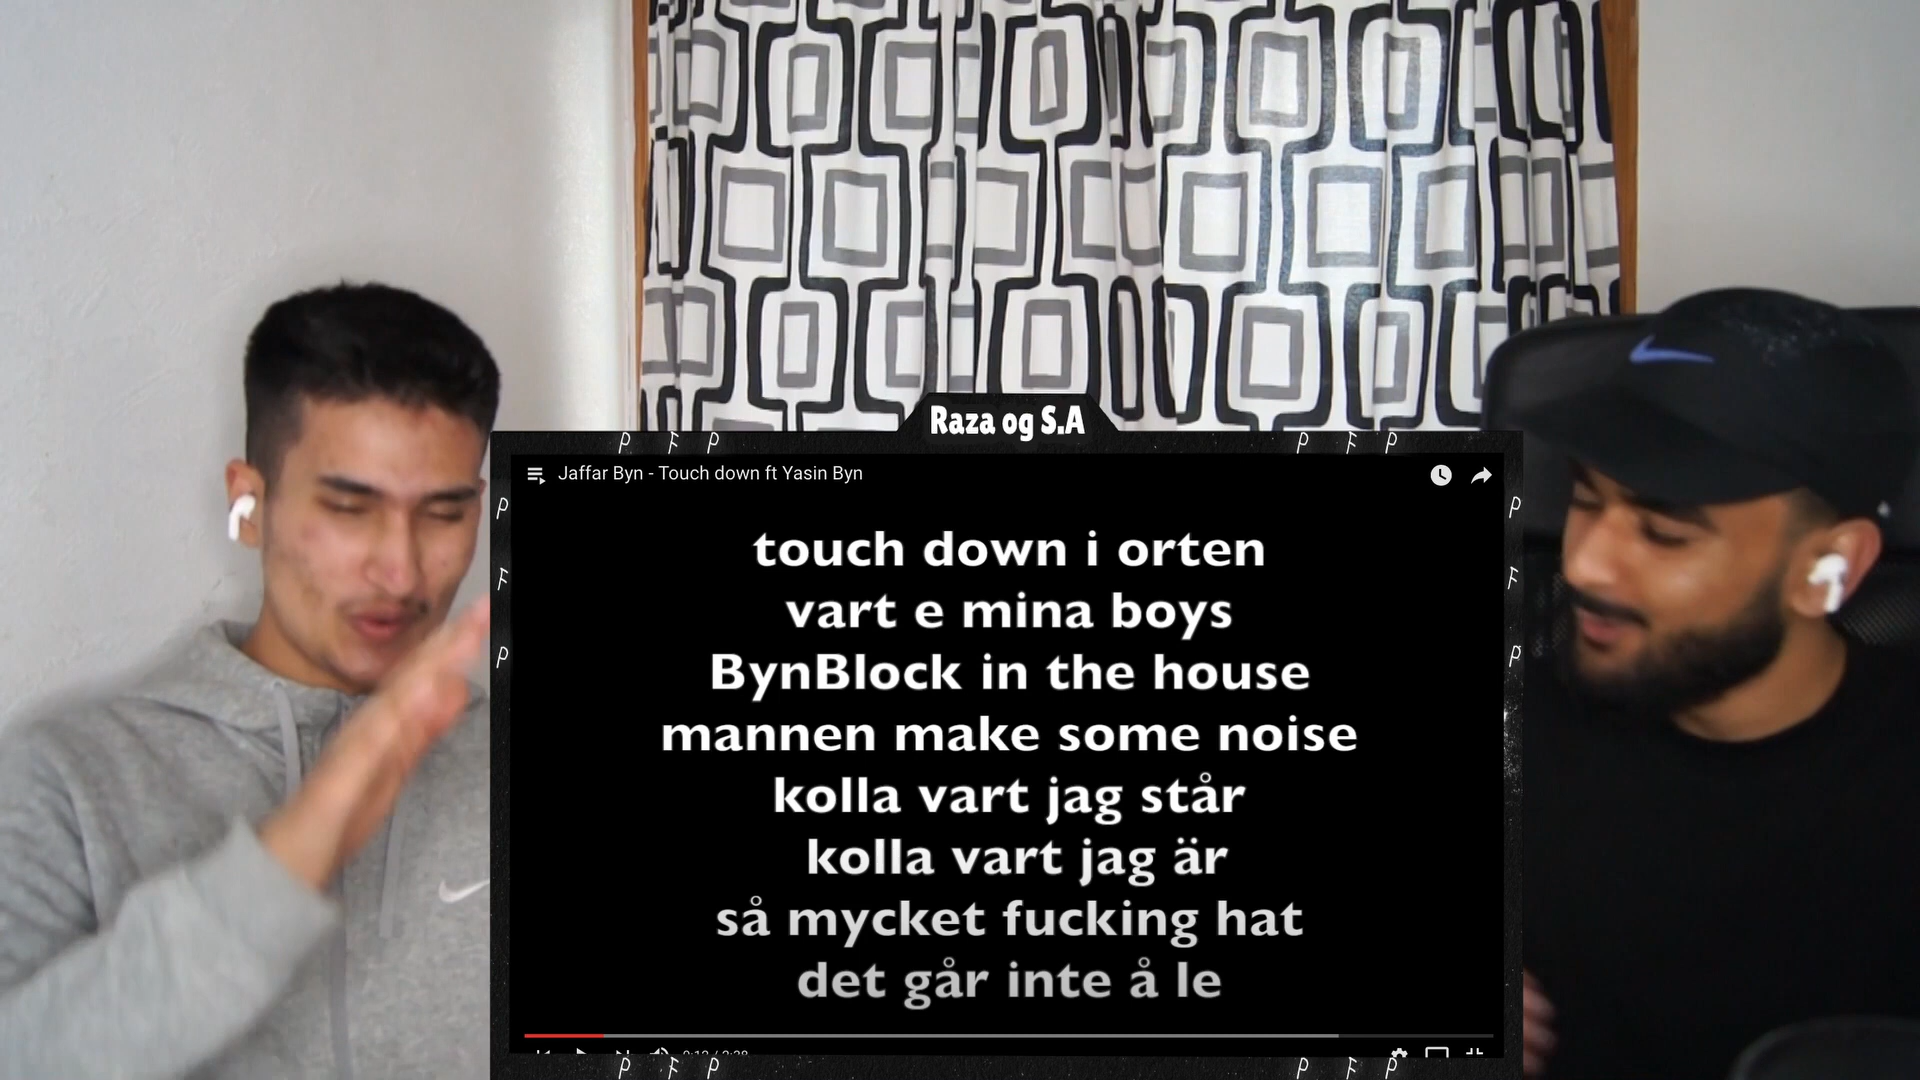 Raza og S.A
P F P P F P
Jaffar Byn - Touch down ft Yasin Byn
P P
F F
P P
touch down i orten
vart e mina boys
BynBlock in the house
mannen make some noise
kolla vart jag står
kolla vart jag är
så mycket fucking hat
det går inte å le
P F P P F P